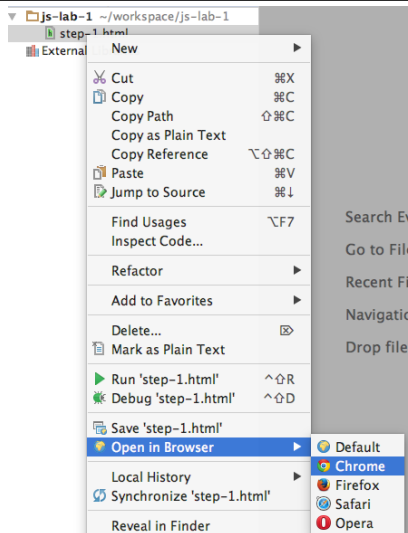 js-lab-1 ~/workspace/js-lab-1
step-1.html
External
New
Cut ⌘X
Copy ⌘C
Copy Path ⇧⌘C
Copy as Plain Text
Copy Reference ⌥⇧⌘C
Paste ⌘V
Jump to Source ⌘↓
Find Usages ⌥F7
Inspect Code...
Refactor
Add to Favorites
Delete... ⌦
Mark as Plain Text
Run 'step-1.html' ^⇧R
Debug 'step-1.html' ^⇧D
Save 'step-1.html'
Open in Browser
Local History
Synchronize 'step-1.html'
Reveal in Finder
Default
Chrome
Firefox
Safari
Opera
Search Ev
Go to File
Recent Fi
Navigatio
Drop file